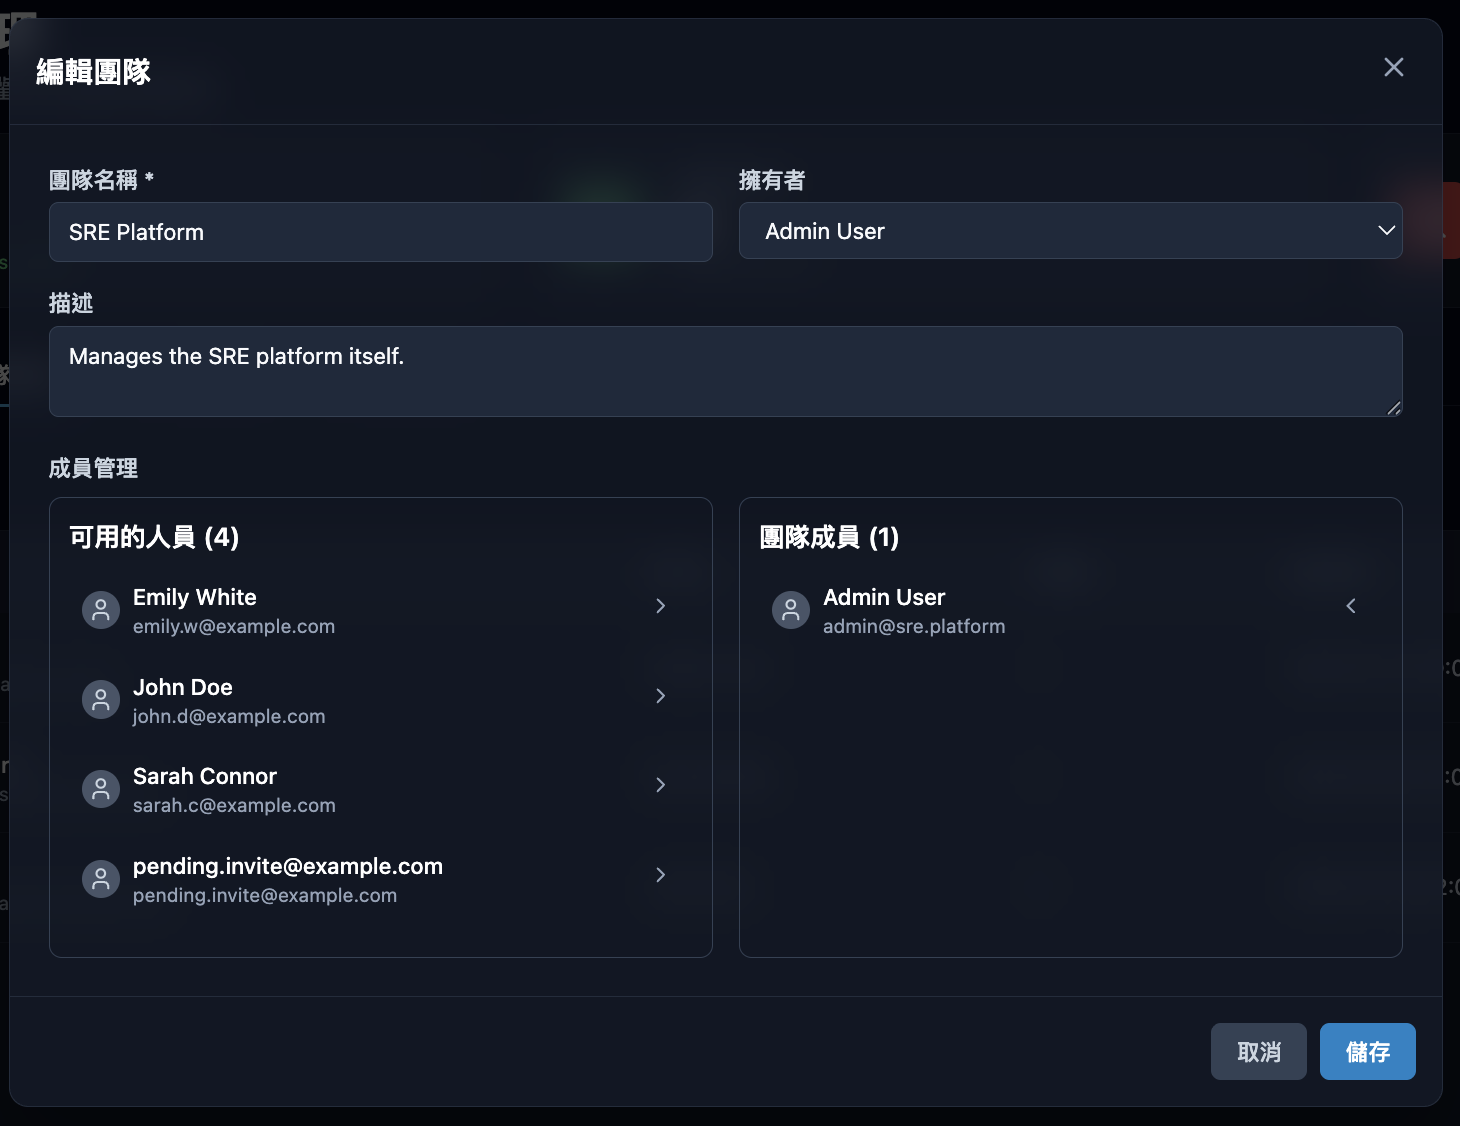 編輯團隊
團隊名稱 *
擁有者
SRE Platform
Admin User
描述
Manages the SRE platform itself.
成員管理
可用的人員 (4)
Emily White
emily.w@example.com
John Doe
john.d@example.com
Sarah Connor
sarah.c@example.com
pending.invite@example.com
pending.invite@example.com
團隊成員 (1)
Admin User
admin@sre.platform
取消
儲存